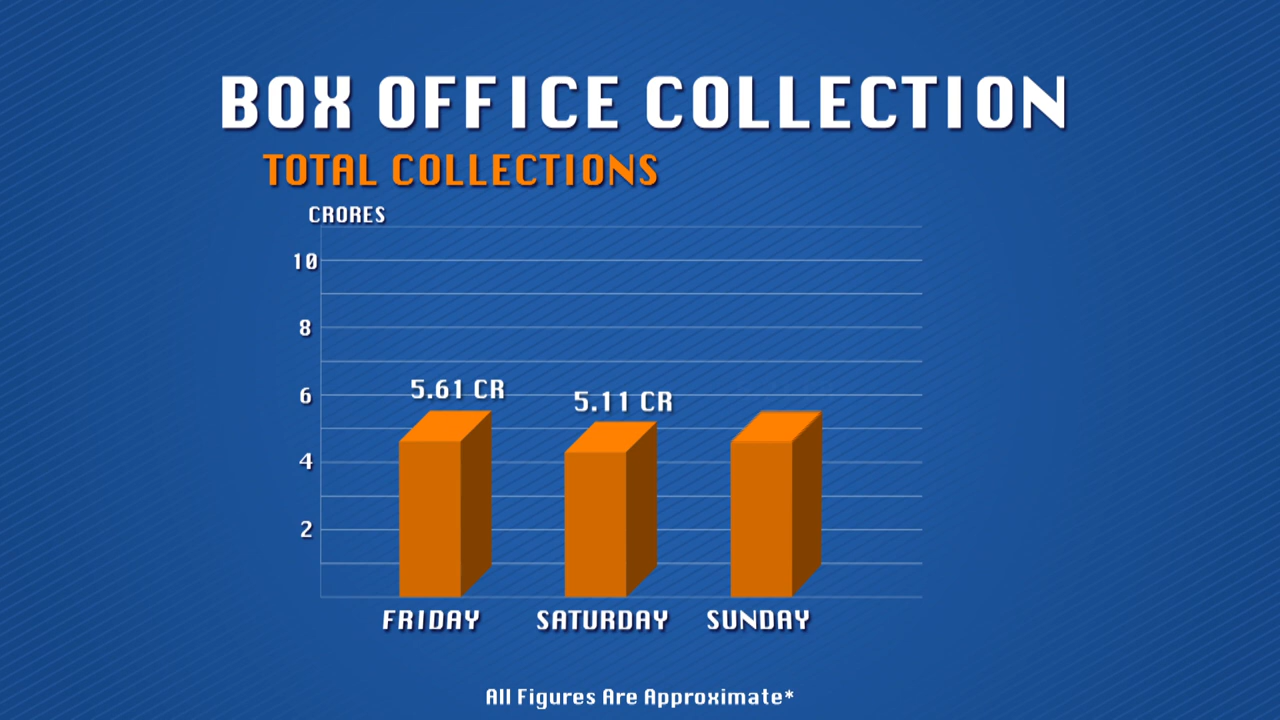 BOX OFFICE COLLECTION
TOTAL COLLECTIONS
CRORES
10
8
6
4
2
5.61 CR
5.11 CR
FRIDAY
SATURDAY
SUNDAY
All Figures Are Approximate*